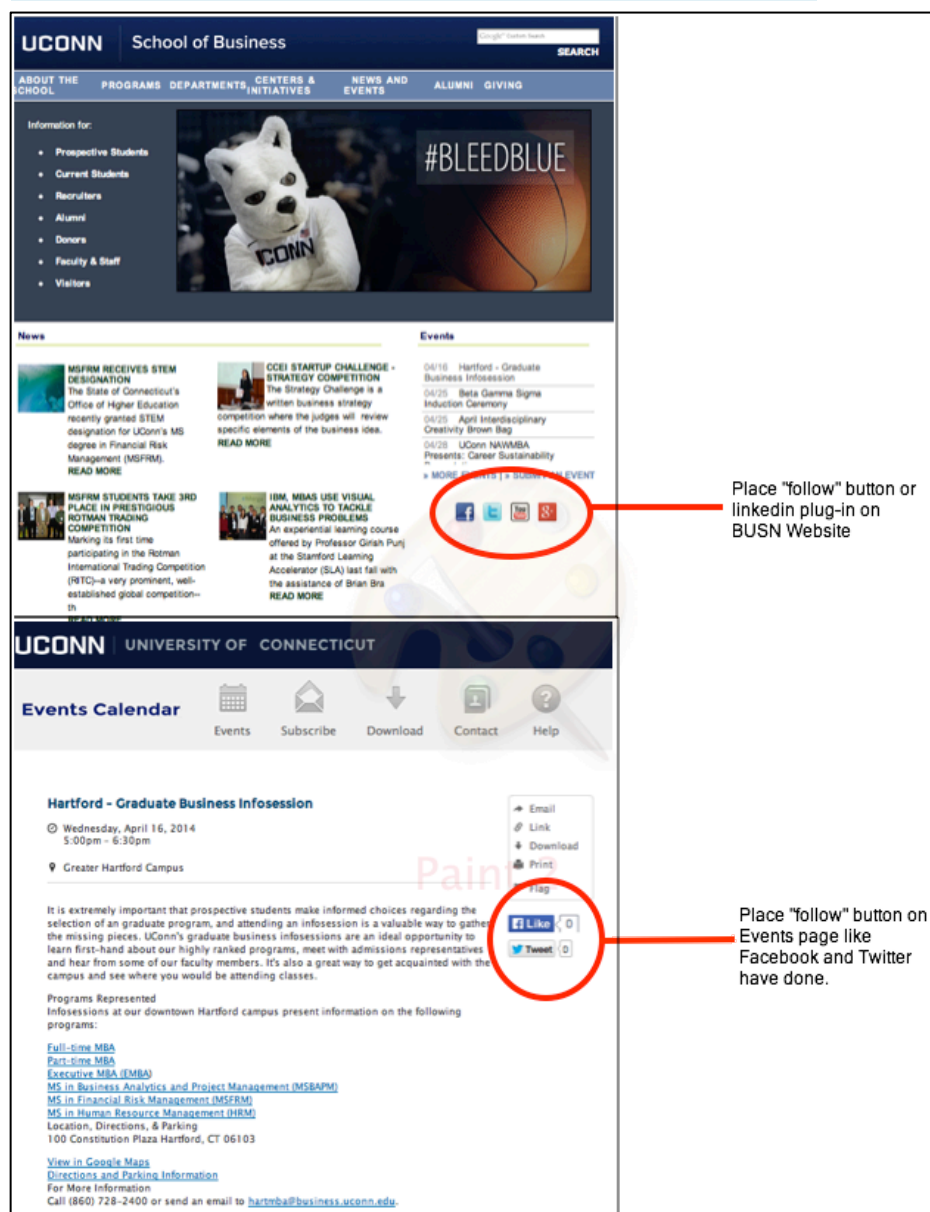 UCONN School of Business
Google™ Custom Search
SEARCH
ABOUT THE SCHOOL PROGRAMS DEPARTMENTS CENTERS & INITIATIVES NEWS AND EVENTS ALUMNI GIVING
Information for:
• Prospective Students
• Current Students
• Recruiters
• Alumni
• Donors
• Faculty & Staff
• Visitors
#BLEEDBLUE
UCONN
News
MSFRM RECEIVES STEM
DESIGNATION
The State of Connecticut's
Office of Higher Education
recently granted STEM
designation for UConn's MS
degree in Financial Risk
Management (MSFRM).
READ MORE
CCEI STARTUP CHALLENGE -
STRATEGY COMPETITION
The Strategy Challenge is a
written business strategy
competition where the judges will review
specific elements of the business idea.
READ MORE
MSFRM STUDENTS TAKE 3RD
PLACE IN PRESTIGIOUS
ROTMAN TRADING
COMPETITION
Marking its first time
participating in the Rotman
International Trading Competition
(RITC)--a very prominent, well-
established global competition--
th
READ MORE
IBM, MBAS USE VISUAL
ANALYTICS TO TACKLE
BUSINESS PROBLEMS
An experiential learning course
offered by Professor Girish Punj
at the Stamford Learning
Accelerator (SLA) last fall with
the assistance of Brian Bra
READ MORE
Events
04/16 Hartford - Graduate
Business Infosession
04/25 Beta Gamma Sigma
Induction Ceremony
04/25 April Interdisciplinary
Creativity Brown Bag
04/28 UConn NAWMBA
Presents: Career Sustainability
» MORE EVENTS | » SUBMIT AN EVENT
Place "follow" button or
linkedin plug-in on
BUSN Website
UCONN UNIVERSITY OF CONNECTICUT
Events Calendar
Events Subscribe Download Contact Help
Hartford - Graduate Business Infosession
Wednesday, April 16, 2014
5:00pm - 6:30pm
Greater Hartford Campus
Email
Link
Download
Print
Flag
Like 0
Tweet 0
Paint 2
Place "follow" button on
Events page like
Facebook and Twitter
have done.
It is extremely important that prospective students make informed choices regarding the
selection of an graduate program, and attending an infosession is a valuable way to gather
the missing pieces. UConn's graduate business infosessions are an ideal opportunity to
learn first-hand about our highly ranked programs, meet with admissions representatives
and hear from some of our faculty members. It's also a great way to get acquainted with the
campus and see where you would be attending classes.
Programs Represented
Infosessions at our downtown Hartford campus present information on the following
programs:
Full-time MBA
Part-time MBA
Executive MBA (EMBA)
MS in Business Analytics and Project Management (MSBAPM)
MS in Financial Risk Management (MSFRM)
MS in Human Resource Management (HRM)
Location, Directions, & Parking
100 Constitution Plaza Hartford, CT 06103
View in Google Maps
Directions and Parking Information
For More Information
Call (860) 728-2400 or send an email to hartmba@business.uconn.edu.